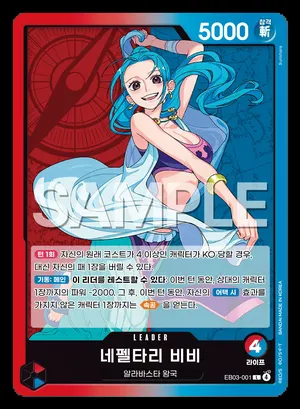 5000
참격
斬
SAMPLE
턴 1회 자신의 원래 코스트가 4 이상인 캐릭터가 KO 당할 경우,
대신 자신의 패 1장을 버릴 수 있다.
기동: 메인 이 리더를 레스트할 수 있다: 이번 턴 동안, 상대의 캐릭터
1장까지의 파워 -2000. 그 후, 이번 턴 동안, 자신의 어택 시 효과를
가지지 않은 캐릭터 1장까지는 속공 을 얻는다.
LEADER
네펠타리 비비
알라바스타 왕국
4
라이프
EB03-001 L